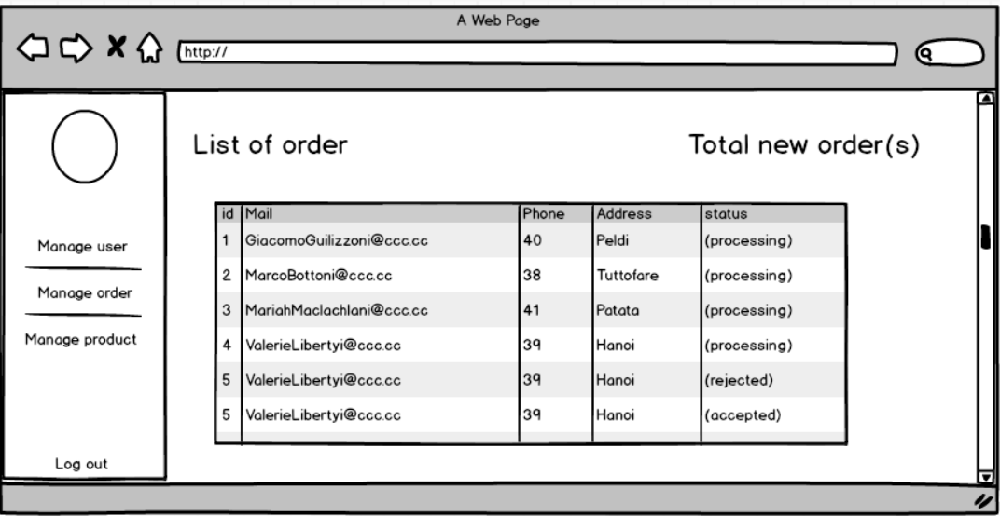 A Web Page
http://
List of order
Total new order(s)
Manage user
Manage order
Manage product
Log out
id Mail Phone Address status
1 GiacomoGuilizzoni@ccc.cc 40 Peldi (processing)
2 MarcoBottoni@ccc.cc 38 Tuttofare (processing)
3 MariahMaclachlani@ccc.cc 41 Patata (processing)
4 ValerieLibertyi@ccc.cc 39 Hanoi (processing)
5 ValerieLibertyi@ccc.cc 39 Hanoi (rejected)
5 ValerieLibertyi@ccc.cc 39 Hanoi (accepted)